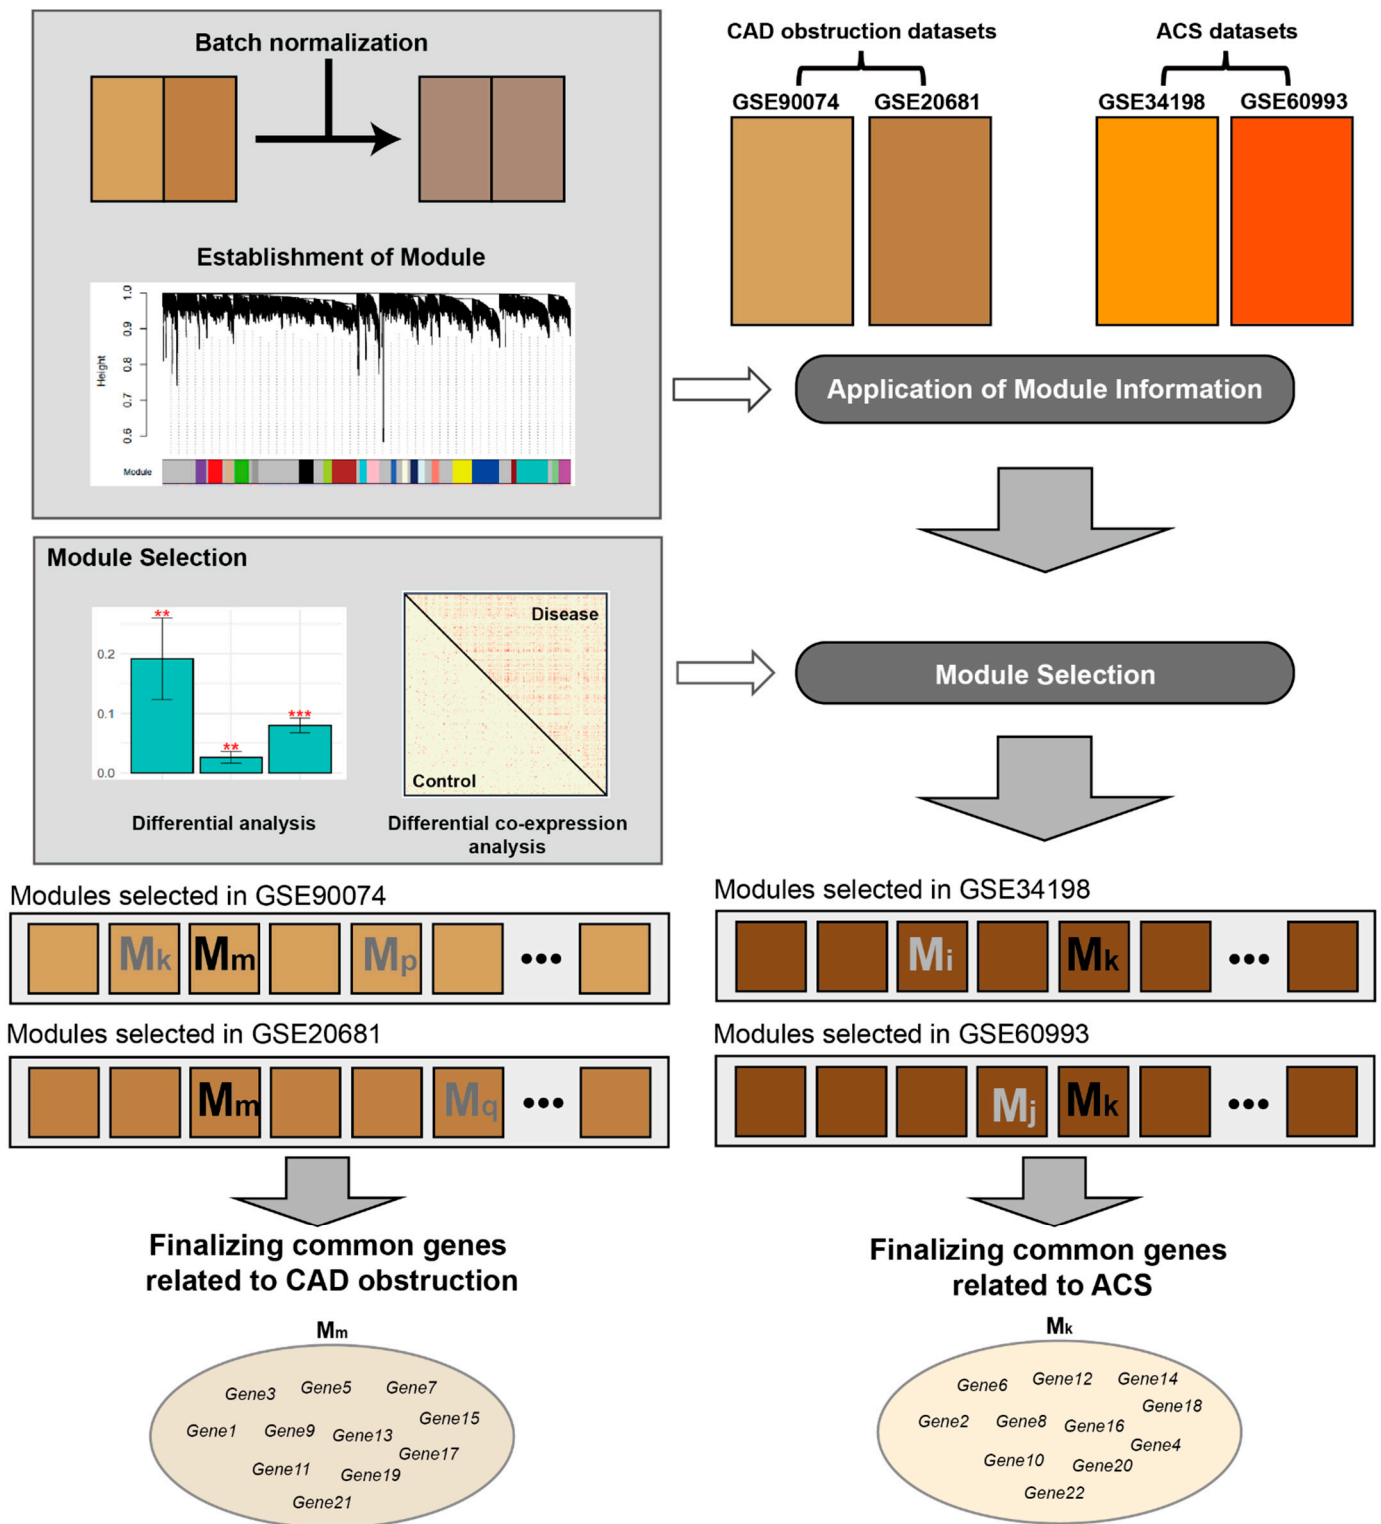 Batch normalization
Establishment of Module
1.0
0.9
0.8
0.7
0.6
Height
Module
CAD obstruction datasets
GSE90074 GSE20681
ACS datasets
GSE34198 GSE60993
Application of Module Information
Module Selection
**
**
***
0.2
0.1
0.0
Differential analysis
Disease
Control
Differential co-expression
analysis
Module Selection
Modules selected in GSE90074
Mk Mm Mp •••
Modules selected in GSE20681
Mm Mq •••
Modules selected in GSE34198
Mi Mk •••
Modules selected in GSE60993
Mj Mk •••
Finalizing common genes
related to CAD obstruction
Mm
Gene3 Gene5 Gene7
Gene1 Gene9 Gene13 Gene15
Gene17
Gene11 Gene19
Gene21
Finalizing common genes
related to ACS
Mk
Gene6 Gene12 Gene14
Gene18
Gene2 Gene8 Gene16
Gene4
Gene10 Gene20
Gene22